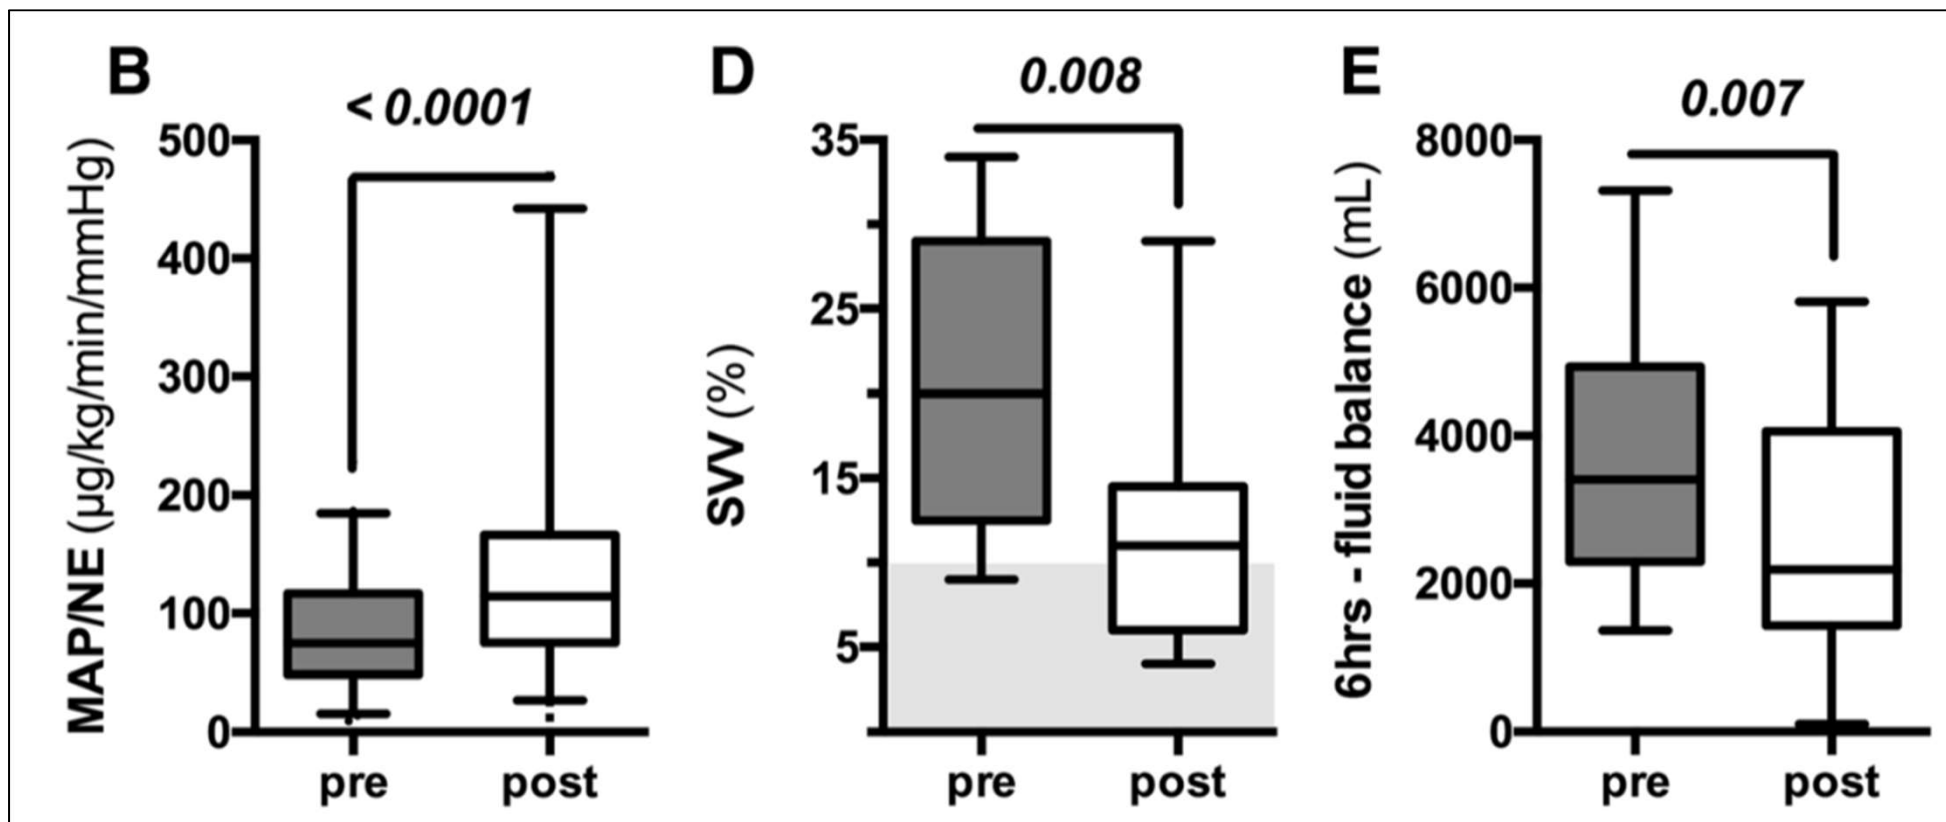 B
< 0.0001
MAP/NE (µg/kg/min/mmHg)
500
400
300
200
100
0
pre post
D
0.008
SVV (%)
35
25
15
5
pre post
E
0.007
6hrs - fluid balance (mL)
8000
6000
4000
2000
0
pre post